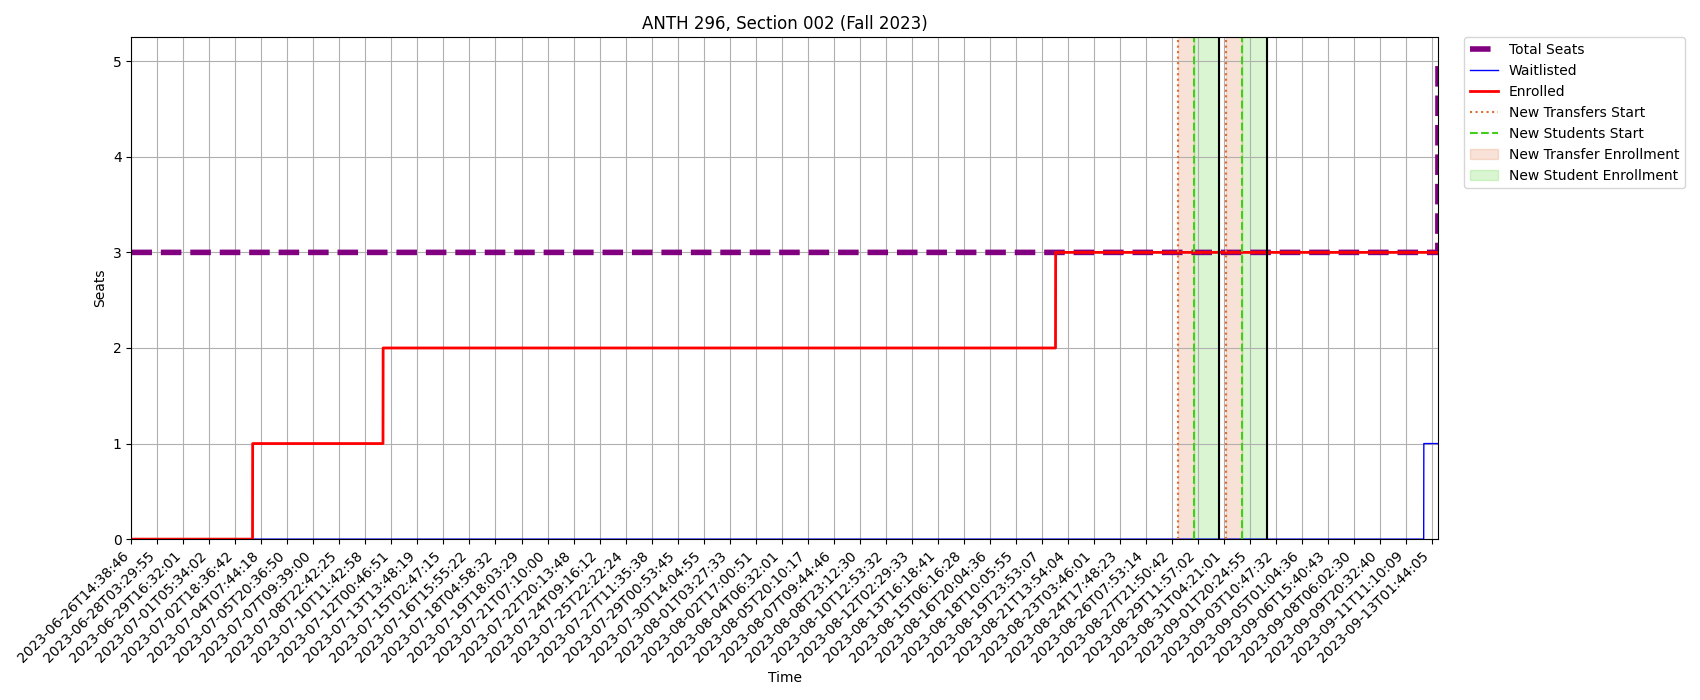 ANTH 296, Section 002 (Fall 2023)
Total Seats
Waitlisted
Enrolled
New Transfers Start
New Students Start
New Transfer Enrollment
New Student Enrollment
5
4
3
2
1
0
Seats
2023-06-26T14:38:46
2023-06-28T03:29:55
2023-06-29T16:32:01
2023-07-01T05:34:02
2023-07-02T18:36:42
2023-07-04T07:44:18
2023-07-05T20:36:50
2023-07-07T09:39:00
2023-07-08T22:42:25
2023-07-10T11:42:58
2023-07-12T00:46:51
2023-07-13T13:48:19
2023-07-15T02:47:15
2023-07-16T15:55:22
2023-07-18T04:58:32
2023-07-19T18:03:29
2023-07-21T07:10:00
2023-07-22T20:13:48
2023-07-24T09:16:12
2023-07-25T22:22:24
2023-07-27T11:35:38
2023-07-29T00:53:45
2023-07-30T14:04:55
2023-08-01T03:27:33
2023-08-02T17:00:51
2023-08-04T06:32:01
2023-08-05T20:10:17
2023-08-07T09:44:46
2023-08-08T23:12:30
2023-08-10T12:53:32
2023-08-12T02:29:33
2023-08-13T16:18:41
2023-08-15T06:16:28
2023-08-16T20:04:36
2023-08-18T10:05:55
2023-08-19T23:53:07
2023-08-21T13:54:04
2023-08-23T03:46:01
2023-08-24T17:48:23
2023-08-26T07:53:14
2023-08-27T21:50:42
2023-08-29T11:57:02
2023-08-31T04:21:01
2023-09-01T20:24:55
2023-09-03T10:47:32
2023-09-05T01:04:36
2023-09-06T15:40:43
2023-09-08T06:02:30
2023-09-09T20:32:40
2023-09-11T11:10:09
2023-09-13T01:44:05
Time